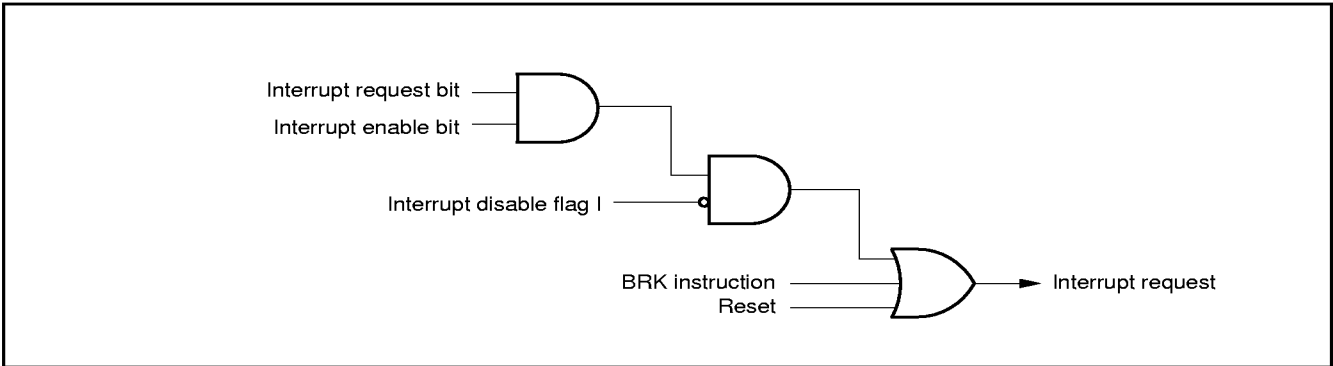 Interrupt request bit
Interrupt enable bit
Interrupt disable flag I
BRK instruction
Reset
Interrupt request